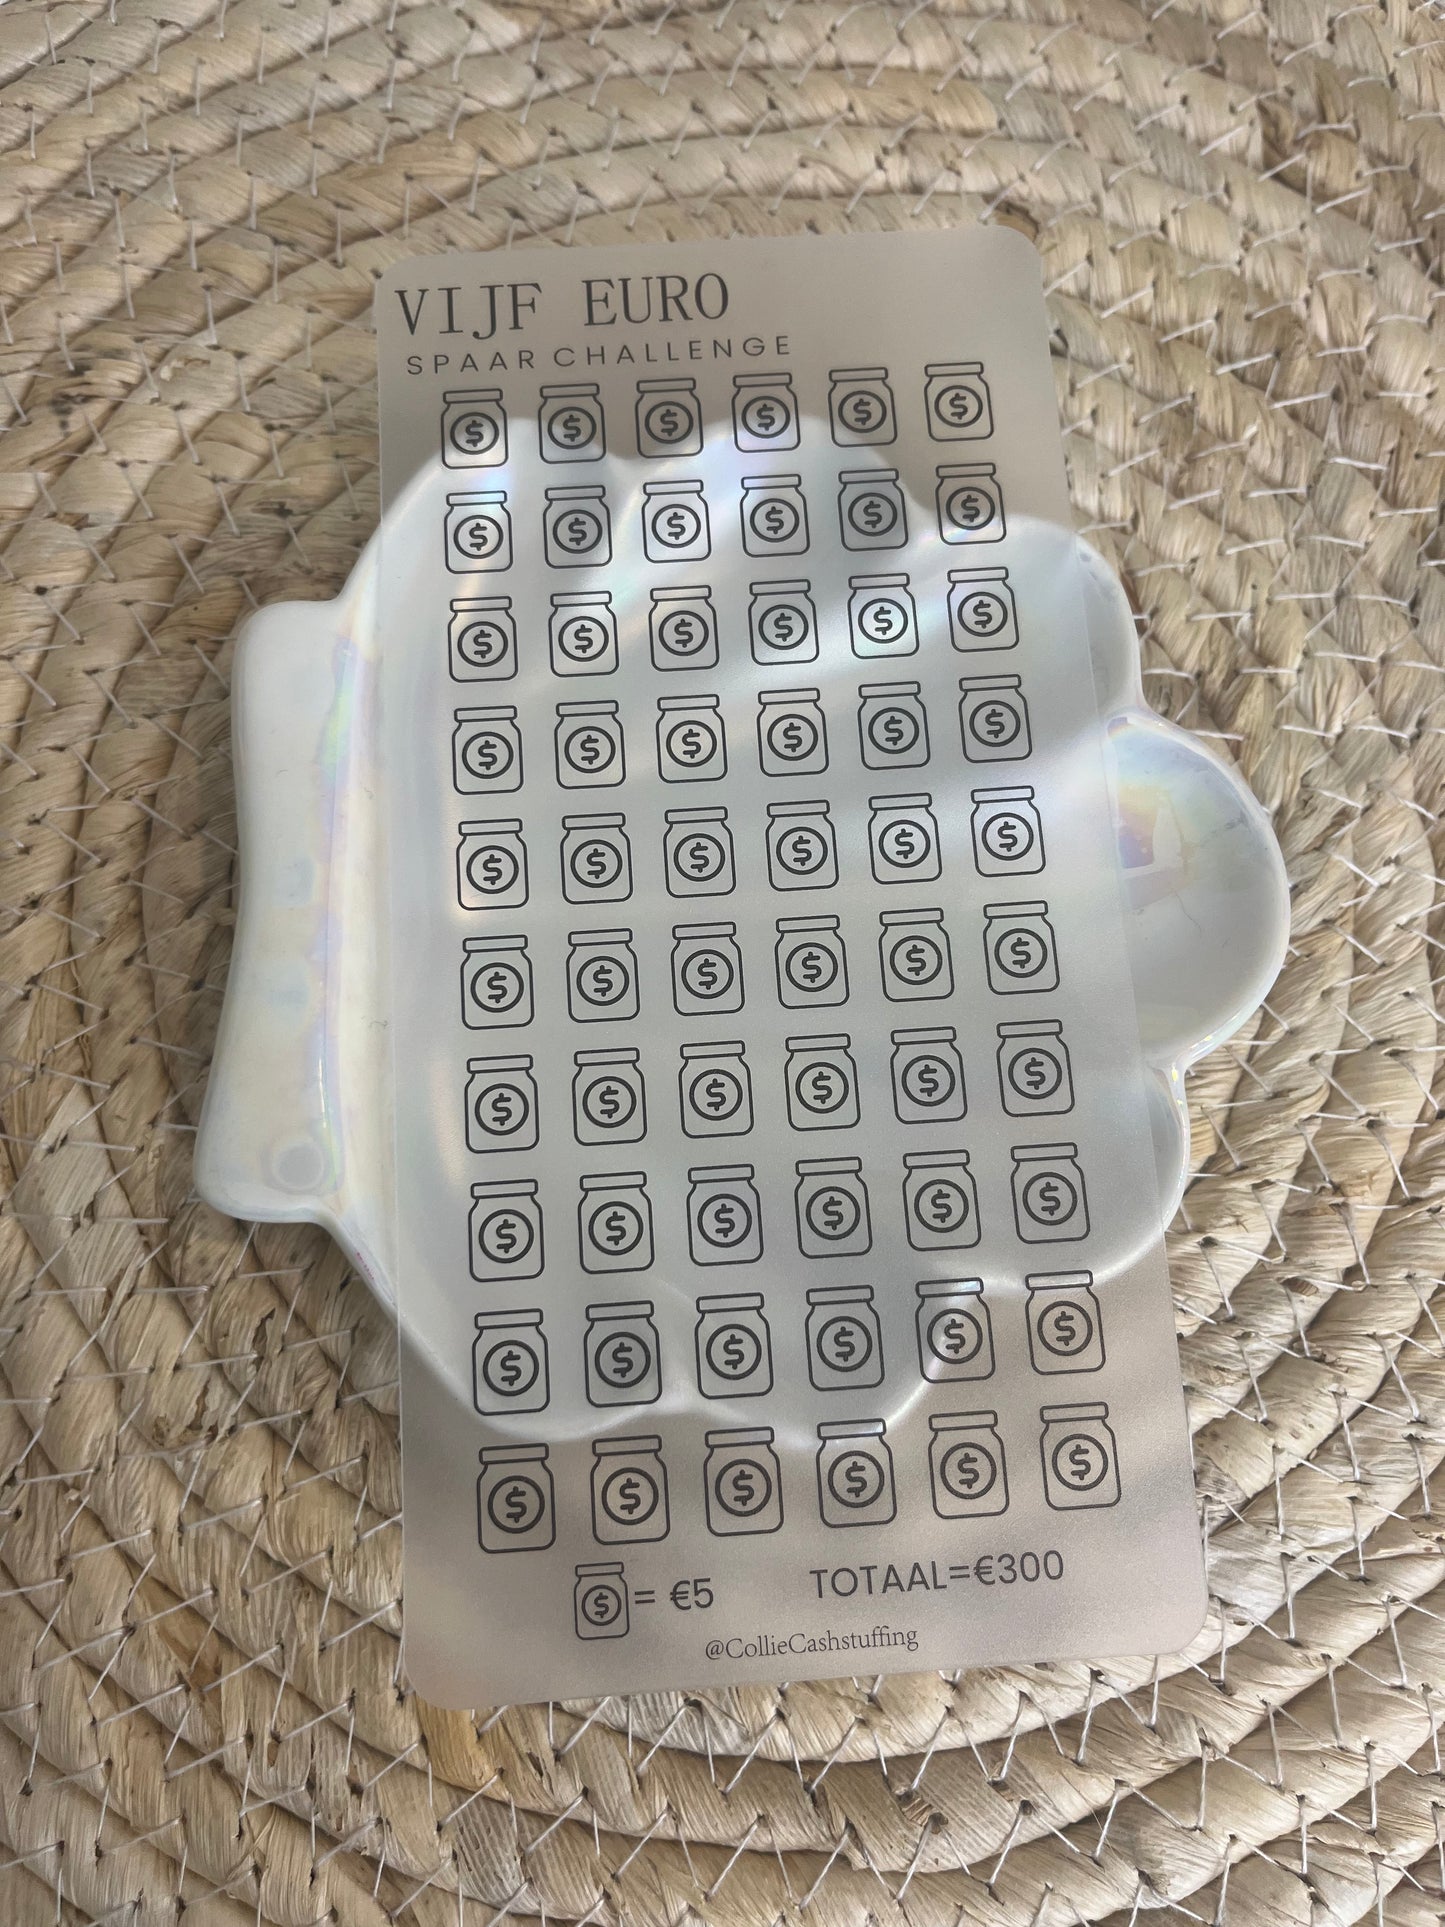 VIJF EURO
SPAAR CHALLENGE
= €5 TOTAAL=€300
@CollieCashstuffing